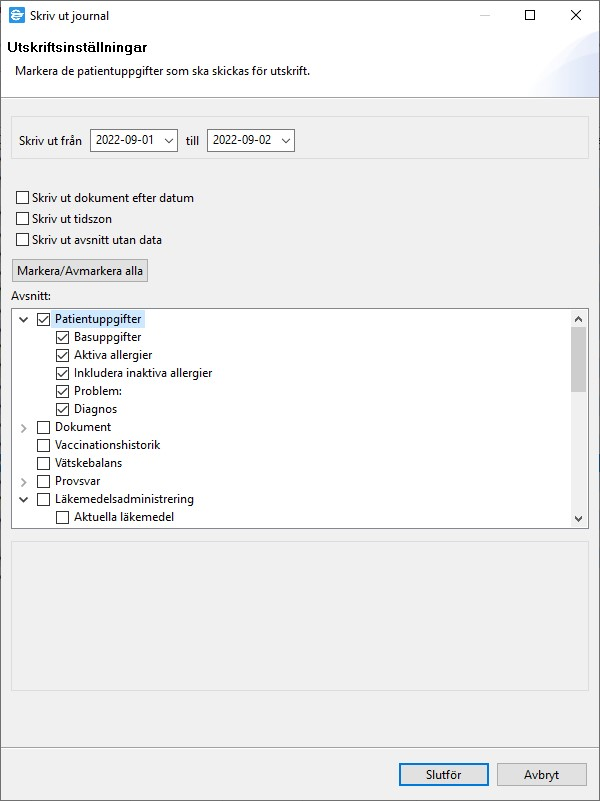 Skriv ut journal
Utskriftsinställningar
Markera de patientuppgifter som ska skickas för utskrift.
Skriv ut från 2022-09-01 till 2022-09-02
Skriv ut dokument efter datum
Skriv ut tidszon
Skriv ut avsnitt utan data
Markera/Avmarkera alla
Avsnitt:
Patientuppgifter
Basuppgifter
Aktiva allergier
Inkludera inaktiva allergier
Problem:
Diagnos
Dokument
Vaccinationshistorik
Vätskebalans
Provsvar
Läkemedelsadministrering
Aktuella läkemedel
Slutför Avbryt